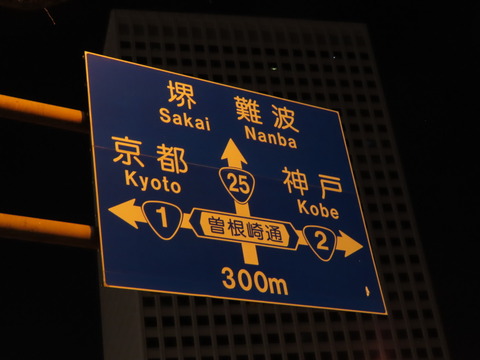 堺 難波
Sakai Nanba
京都 神戸
Kyoto Kobe
25
1 曽根崎通 2
300m